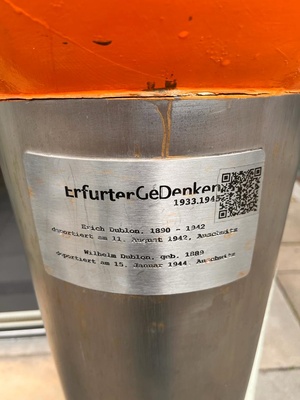 ErfurterGeDenken
1933.1945
Erich Dublon, 1890 - 1942
deportiert am 11. August 1942, Auschwitz
Wilhelm Dublon, geb. 1889
deportiert am 15. Januar 1944 Auschwitz